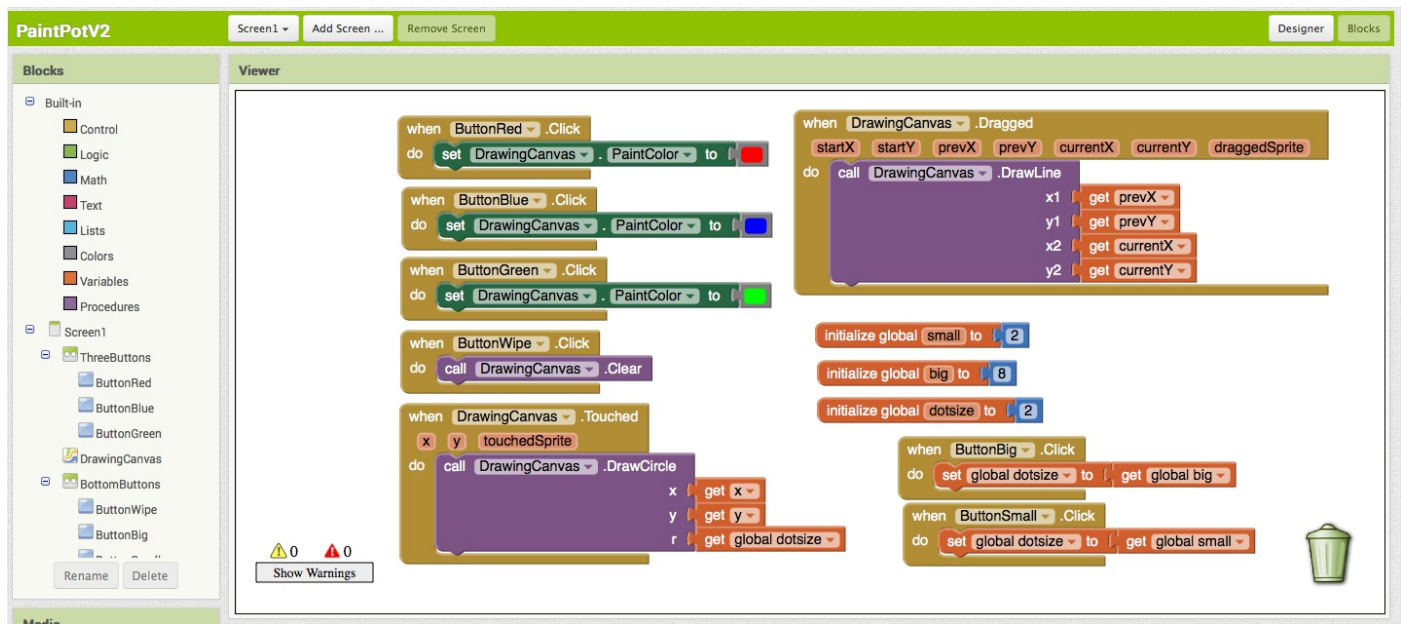 PaintPotV2
Screen1
Add Screen ...
Remove Screen
Designer
Blocks
Blocks
Built-in
Control
Logic
Math
Text
Lists
Colors
Variables
Procedures
Screen1
ThreeButtons
ButtonRed
ButtonBlue
ButtonGreen
DrawingCanvas
BottomButtons
ButtonWipe
ButtonBig
Rename
Delete
Media
Viewer
when ButtonRed .Click
do set DrawingCanvas . PaintColor to
when ButtonBlue .Click
do set DrawingCanvas . PaintColor to
when ButtonGreen .Click
do set DrawingCanvas . PaintColor to
when ButtonWipe .Click
do call DrawingCanvas .Clear
when DrawingCanvas .Touched
x y touchedSprite
do call DrawingCanvas .DrawCircle
x get x
y get y
r get global dotsize
0 0
Show Warnings
when DrawingCanvas .Dragged
startX startY prevX prevY currentX currentY draggedSprite
do call DrawingCanvas .DrawLine
x1 get prevX
y1 get prevY
x2 get currentX
y2 get currentY
initialize global small to 2
initialize global big to 8
initialize global dotsize to 2
when ButtonBig .Click
do set global dotsize to get global big
when ButtonSmall .Click
do set global dotsize to get global small